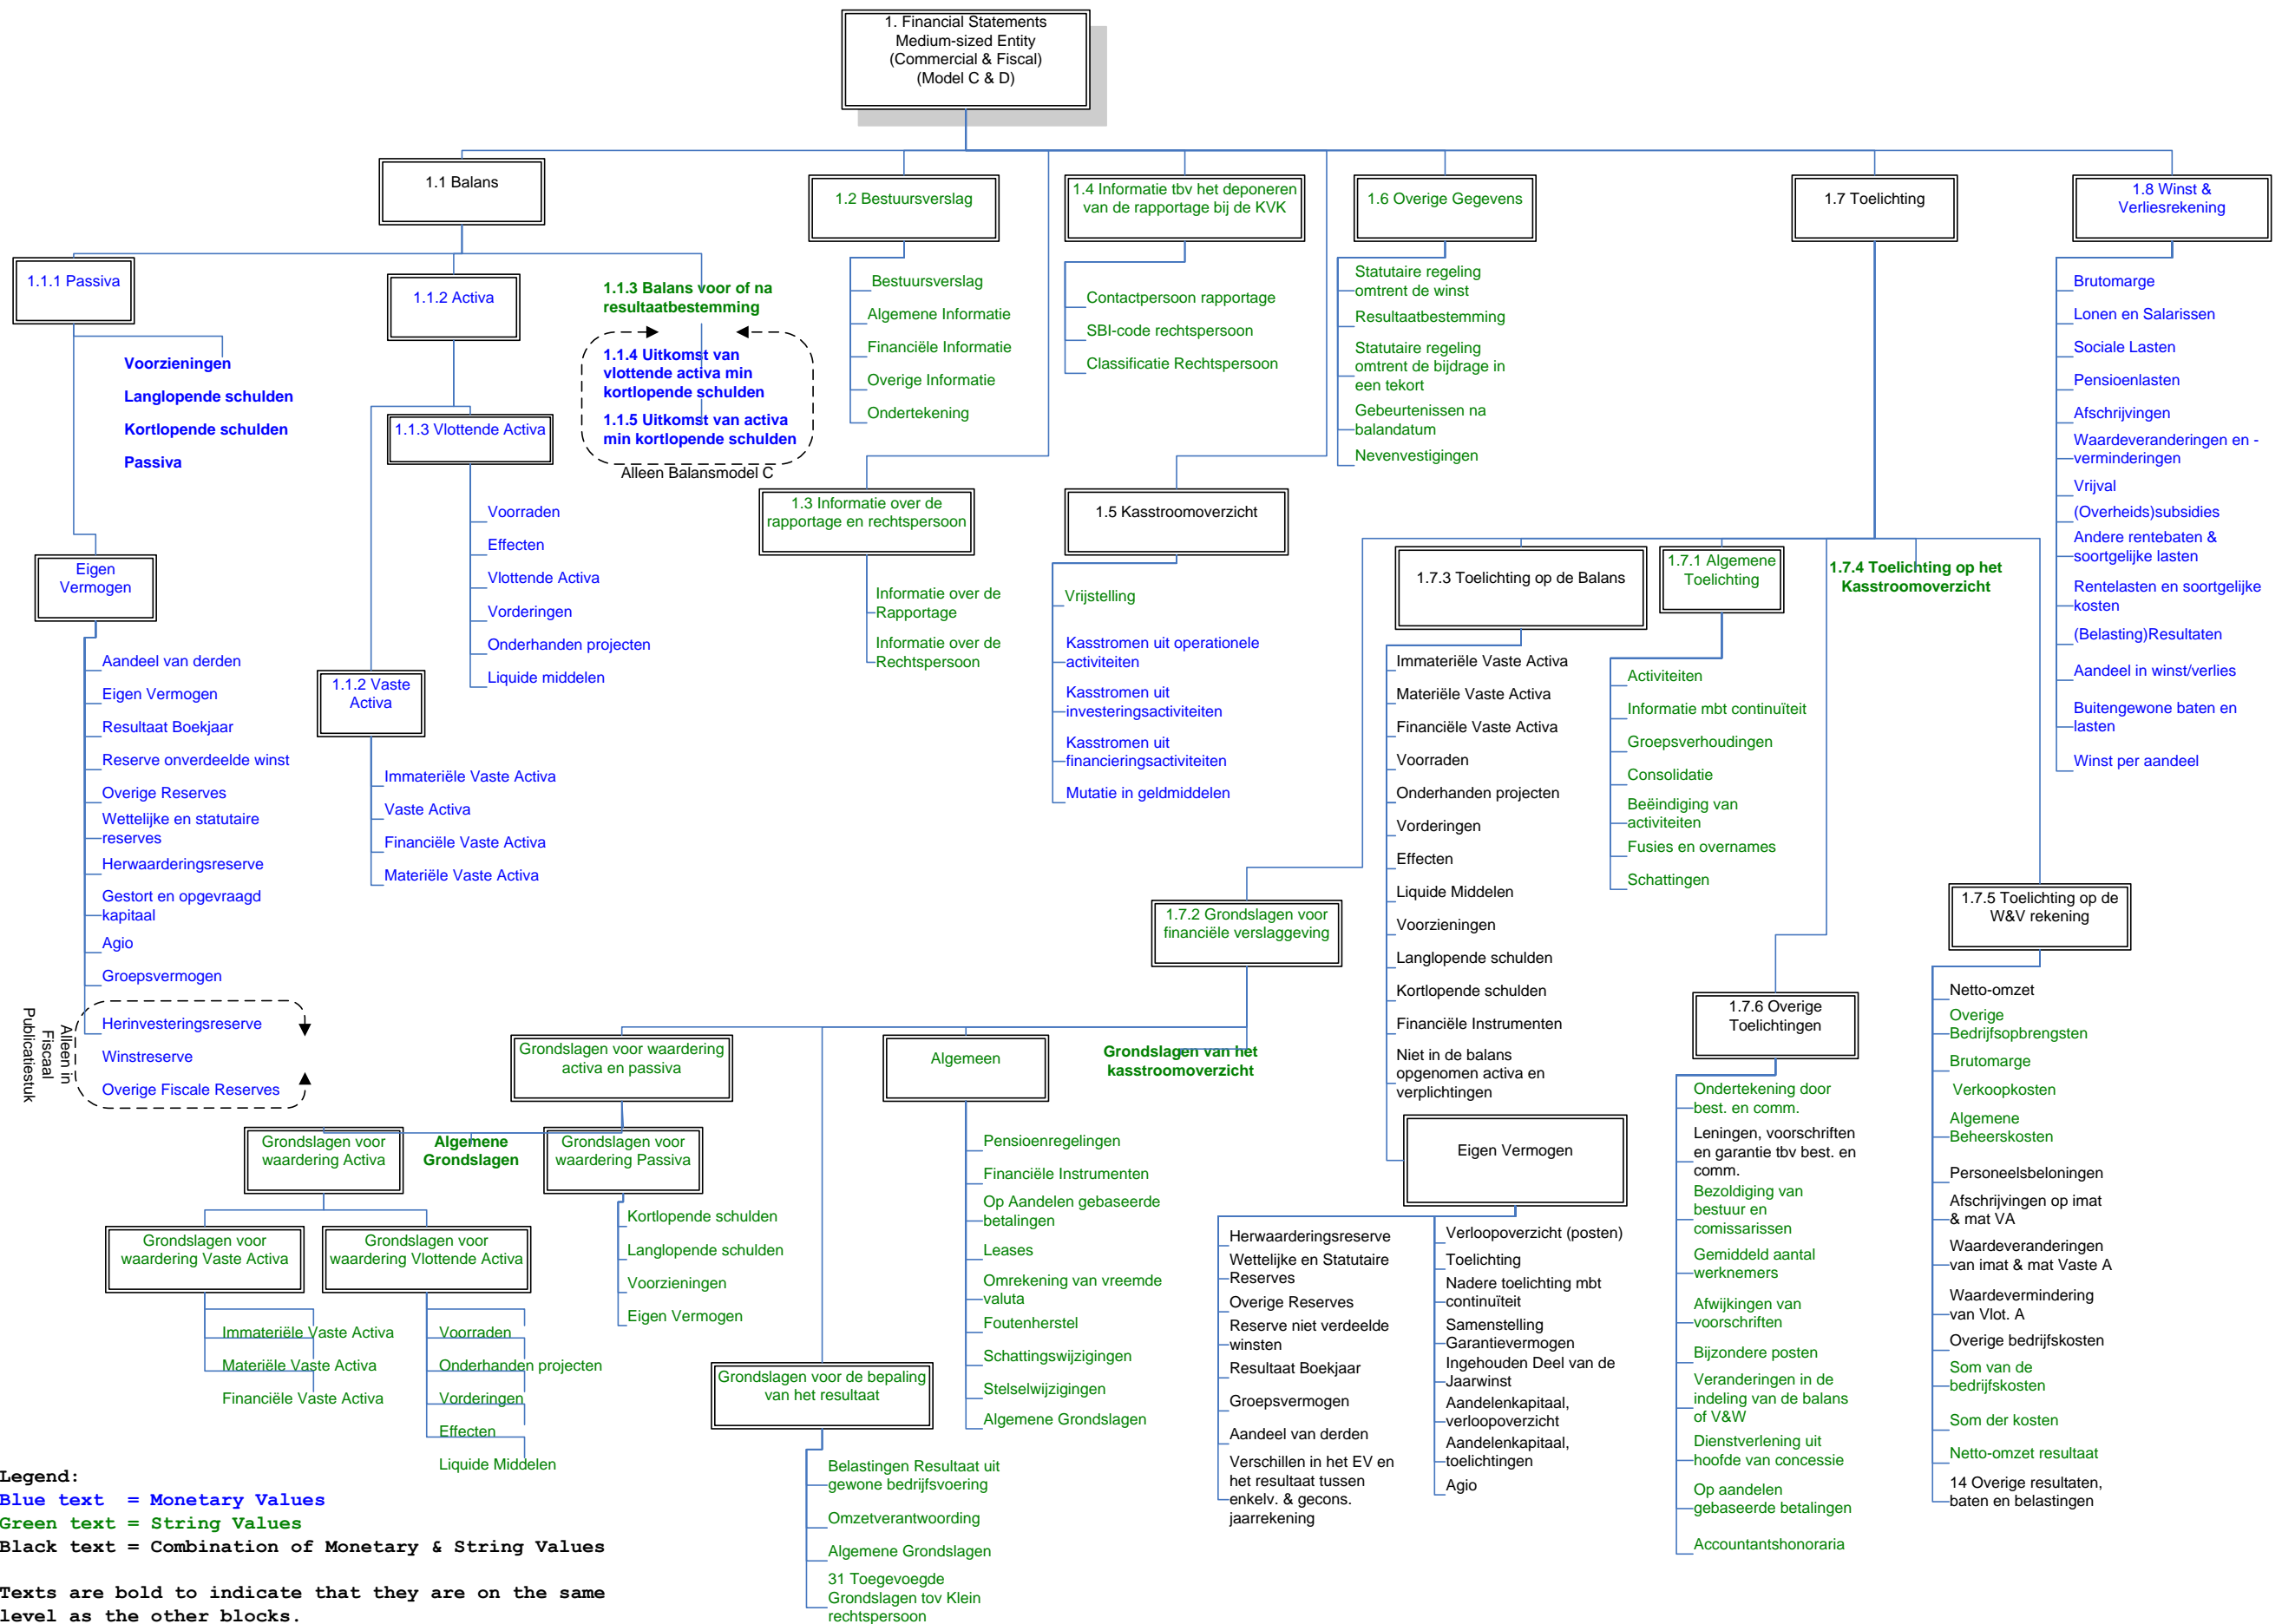 1. Financial Statements
Medium-sized Entity
(Commercial & Fiscal)
(Model C & D)
1.1 Balans
1.1.1 Passiva
Voorzieningen
Langlopende schulden
Kortlopende schulden
Passiva
Eigen
Vermogen
Aandeel van derden
Eigen Vermogen
Resultaat Boekjaar
Reserve onverdeelde winst
Overige Reserves
Wettelijke en statutaire
reserves
Herwaarderingsreserve
Gestort en opgevraagd
kapitaal
Agio
Groepsvermogen
Herinvesteringsreserve
Winstreserve
Overige Fiscale Reserves
Alleen in
Fiscaal
Publicatiestuk
1.1.2 Activa
1.1.3 Vlottende Activa
Voorraden
Effecten
Vlottende Activa
Vorderingen
Onderhanden projecten
Liquide middelen
1.1.2 Vaste
Activa
Immateriële Vaste Activa
Vaste Activa
Financiële Vaste Activa
Materiële Vaste Activa
1.1.3 Balans voor of na
resultaatbestemming
1.1.4 Uitkomst van
vlottende activa min
kortlopende schulden
1.1.5 Uitkomst van activa
min kortlopende schulden
Alleen Balansmodel C
1.2 Bestuursverslag
Bestuursverslag
Algemene Informatie
Financiële Informatie
Overige Informatie
Ondertekening
1.3 Informatie over de
rapportage en rechtspersoon
Informatie over de
Rapportage
Informatie over de
Rechtspersoon
1.4 Informatie tbv het deponeren
van de rapportage bij de KVK
Contactpersoon rapportage
SBI-code rechtspersoon
Classificatie Rechtspersoon
1.5 Kasstroomoverzicht
Vrijstelling
Kasstromen uit operationele
activiteiten
Kasstromen uit
investeringsactiviteiten
Kasstromen uit
financieringsactiviteiten
Mutatie in geldmiddelen
1.6 Overige Gegevens
Statutaire regeling
omtrent de winst
Resultaatbestemming
Statutaire regeling
omtrent de bijdrage in
een tekort
Gebeurtenissen na
balandatum
Nevenvestigingen
1.7 Toelichting
1.7.3 Toelichting op de Balans
Immateriële Vaste Activa
Materiële Vaste Activa
Financiële Vaste Activa
Voorraden
Onderhanden projecten
Vorderingen
Effecten
Liquide Middelen
Voorzieningen
Langlopende schulden
Kortlopende schulden
Financiële Instrumenten
Niet in de balans
opgenomen activa en
verplichtingen
Eigen Vermogen
Herwaarderingsreserve
Wettelijke en Statutaire
Reserves
Overige Reserves
Reserve niet verdeelde
winsten
Resultaat Boekjaar
Groepsvermogen
Aandeel van derden
Verschillen in het EV en
het resultaat tussen
enkelv. & gecons.
jaarrekening
Verloopoverzicht (posten)
Toelichting
Nadere toelichting mbt
continuïteit
Samenstelling
Garantievermogen
Ingehouden Deel van de
Jaarwinst
Aandelenkapitaal,
verloopoverzicht
Aandelenkapitaal,
toelichtingen
Agio
1.7.1 Algemene
Toelichting
Activiteiten
Informatie mbt continuïteit
Groepsverhoudingen
Consolidatie
Beëindiging van
activiteiten
Fusies en overnames
Schattingen
1.7.4 Toelichting op het
Kasstroomoverzicht
1.7.2 Grondslagen voor
financiële verslaggeving
Grondslagen voor waardering
activa en passiva
Algemeen
Grondslagen van het
kasstroomoverzicht
Grondslagen voor
waardering Activa
Algemene
Grondslagen
Grondslagen voor
waardering Passiva
Grondslagen voor
waardering Vaste Activa
Immateriële Vaste Activa
Materiële Vaste Activa
Financiële Vaste Activa
Grondslagen voor
waardering Vlottende Activa
Voorraden
Onderhanden projecten
Vorderingen
Effecten
Liquide Middelen
Kortlopende schulden
Langlopende schulden
Voorzieningen
Eigen Vermogen
Grondslagen voor de bepaling
van het resultaat
Belastingen Resultaat uit
gewone bedrijfsvoering
Omzetverantwoording
Algemene Grondslagen
31 Toegevoegde
Grondslagen tov Klein
rechtspersoon
Pensioenregelingen
Financiële Instrumenten
Op Aandelen gebaseerde
betalingen
Leases
Omrekening van vreemde
valuta
Foutenherstel
Schattingswijzigingen
Stelselwijzigingen
Algemene Grondslagen
1.7.6 Overige
Toelichtingen
Ondertekening door
best. en comm.
Leningen, voorschriften
en garantie tbv best. en
comm.
Bezoldiging van
bestuur en
comissarissen
Gemiddeld aantal
werknemers
Afwijkingen van
voorschriften
Bijzondere posten
Veranderingen in de
indeling van de balans
of V&W
Dienstverlening uit
hoofde van concessie
Op aandelen
gebaseerde betalingen
Accountantshonoraria
1.7.5 Toelichting op de
W&V rekening
Netto-omzet
Overige
Bedrijfsopbrengsten
Brutomarge
Verkoopkosten
Algemene
Beheerskosten
Personeelsbeloningen
Afschrijvingen op imat
& mat VA
Waardeveranderingen
van imat & mat Vaste A
Waardevermindering
van Vlot. A
Overige bedrijfskosten
Som van de
bedrijfskosten
Som der kosten
Netto-omzet resultaat
14 Overige resultaten,
baten en belastingen
1.8 Winst &
Verliesrekening
Brutomarge
Lonen en Salarissen
Sociale Lasten
Pensioenlasten
Afschrijvingen
Waardeveranderingen en -
verminderingen
Vrijval
(Overheids)subsidies
Andere rentebaten &
soortgelijke lasten
Rentelasten en soortgelijke
kosten
(Belasting)Resultaten
Aandeel in winst/verlies
Buitengewone baten en
lasten
Winst per aandeel
Legend:
Blue text = Monetary Values
Green text = String Values
Black text = Combination of Monetary & String Values
Texts are bold to indicate that they are on the same
level as the other blocks.